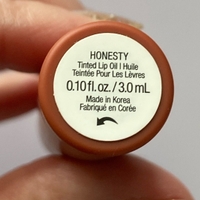 HONESTY
Tinted Lip Oil | Huile
Teintée Pour Les Lèvres
0.10 fl. oz. / 3.0 mL
Made in Korea
Fabriqué en Corée